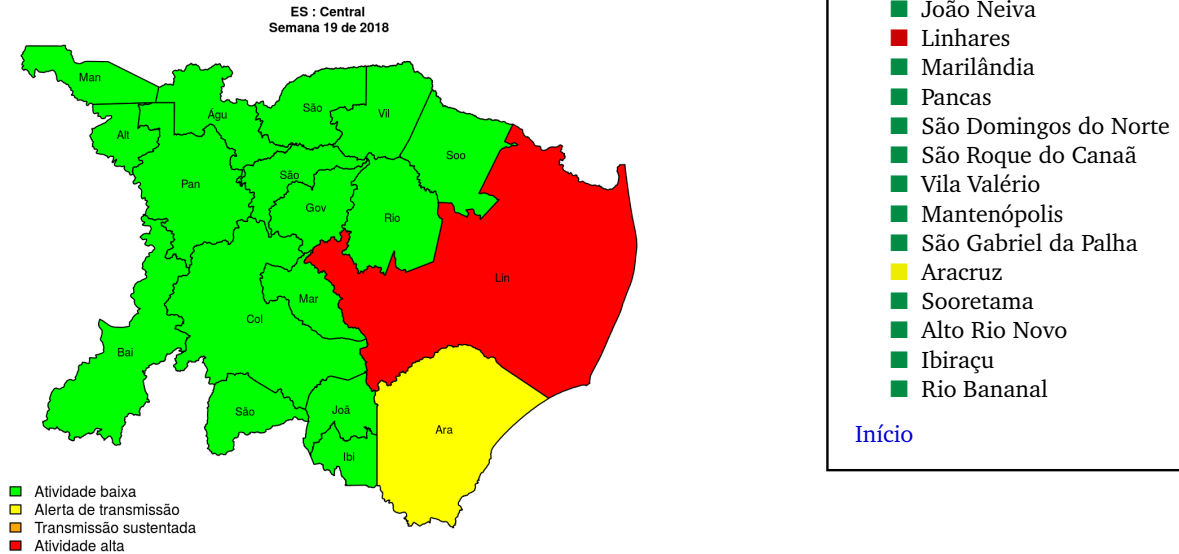 ES : Central
Semana 19 de 2018
Man
Águ
São
Vil
Alt
Soo
São
Pan
Gov
Rio
Lin
Mar
Col
Bai
São
Joã
Ara
Ibi
Atividade baixa
Alerta de transmissão
Transmissão sustentada
Atividade alta
João Neiva
Linhares
Marilândia
Pancas
São Domingos do Norte
São Roque do Canaã
Vila Valério
Mantenópolis
São Gabriel da Palha
Aracruz
Sooretama
Alto Rio Novo
Ibiraçu
Rio Bananal
Início